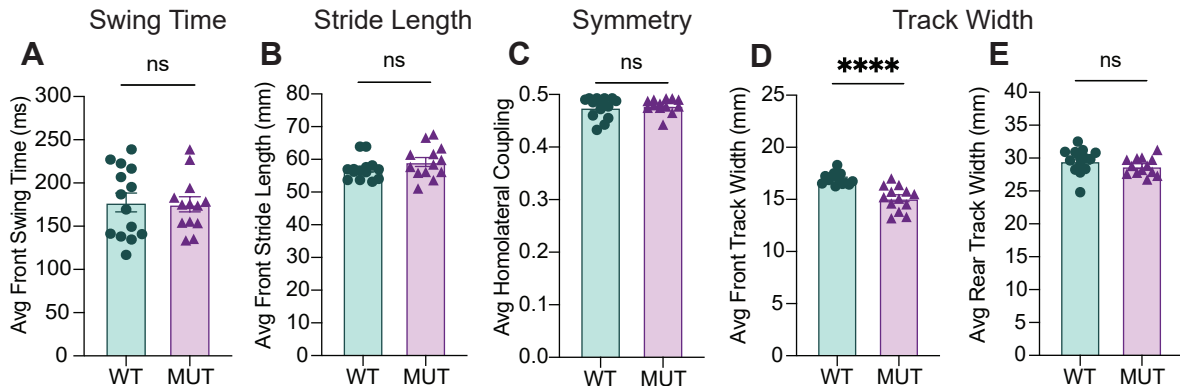 Swing Time
Stride Length
Symmetry
Track Width
A
ns
Avg Front Swing Time (ms)
300
250
200
150
100
50
0
WT
MUT
B
ns
Avg Front Stride Length (mm)
80
70
60
50
40
30
20
10
0
WT
MUT
C
ns
Avg Homolateral Coupling
0.5
0.4
0.3
0.2
0.1
0.0
WT
MUT
D
****
Avg Front Track Width (mm)
25
20
15
10
5
0
WT
MUT
E
ns
Avg Rear Track Width (mm)
40
35
30
25
20
15
10
5
0
WT
MUT